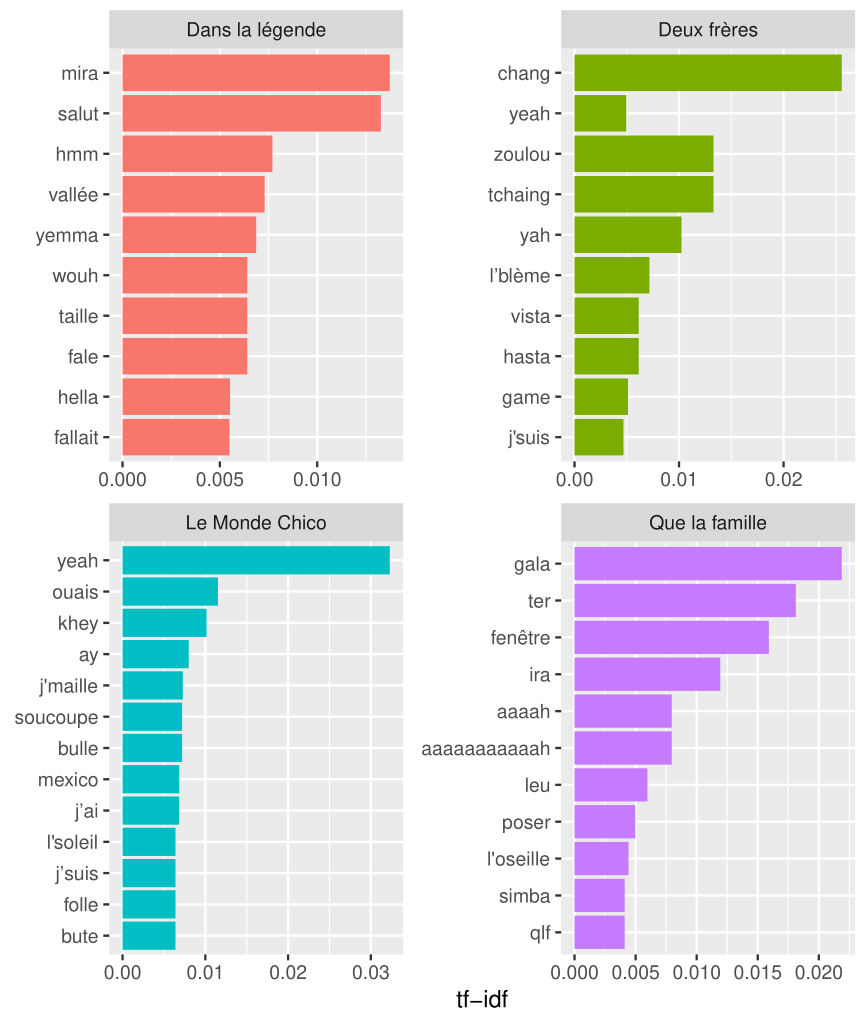 Dans la légende
mira
salut
hmm
vallée
yemma
wouh
taille
fale
hella
fallait
0.000 0.005 0.010
Deux frères
chang
yeah
zoulou
tchaing
yah
l’blème
vista
hasta
game
j'suis
0.00 0.01 0.02
Le Monde Chico
yeah
ouais
khey
ay
j'maille
soucoupe
bulle
mexico
j’ai
l'soleil
j’suis
folle
bute
0.00 0.01 0.02 0.03
Que la famille
gala
ter
fenêtre
ira
aaaah
aaaaaaaaaaah
leu
poser
l'oseille
simba
qlf
0.000 0.005 0.010 0.015 0.020
tf−idf